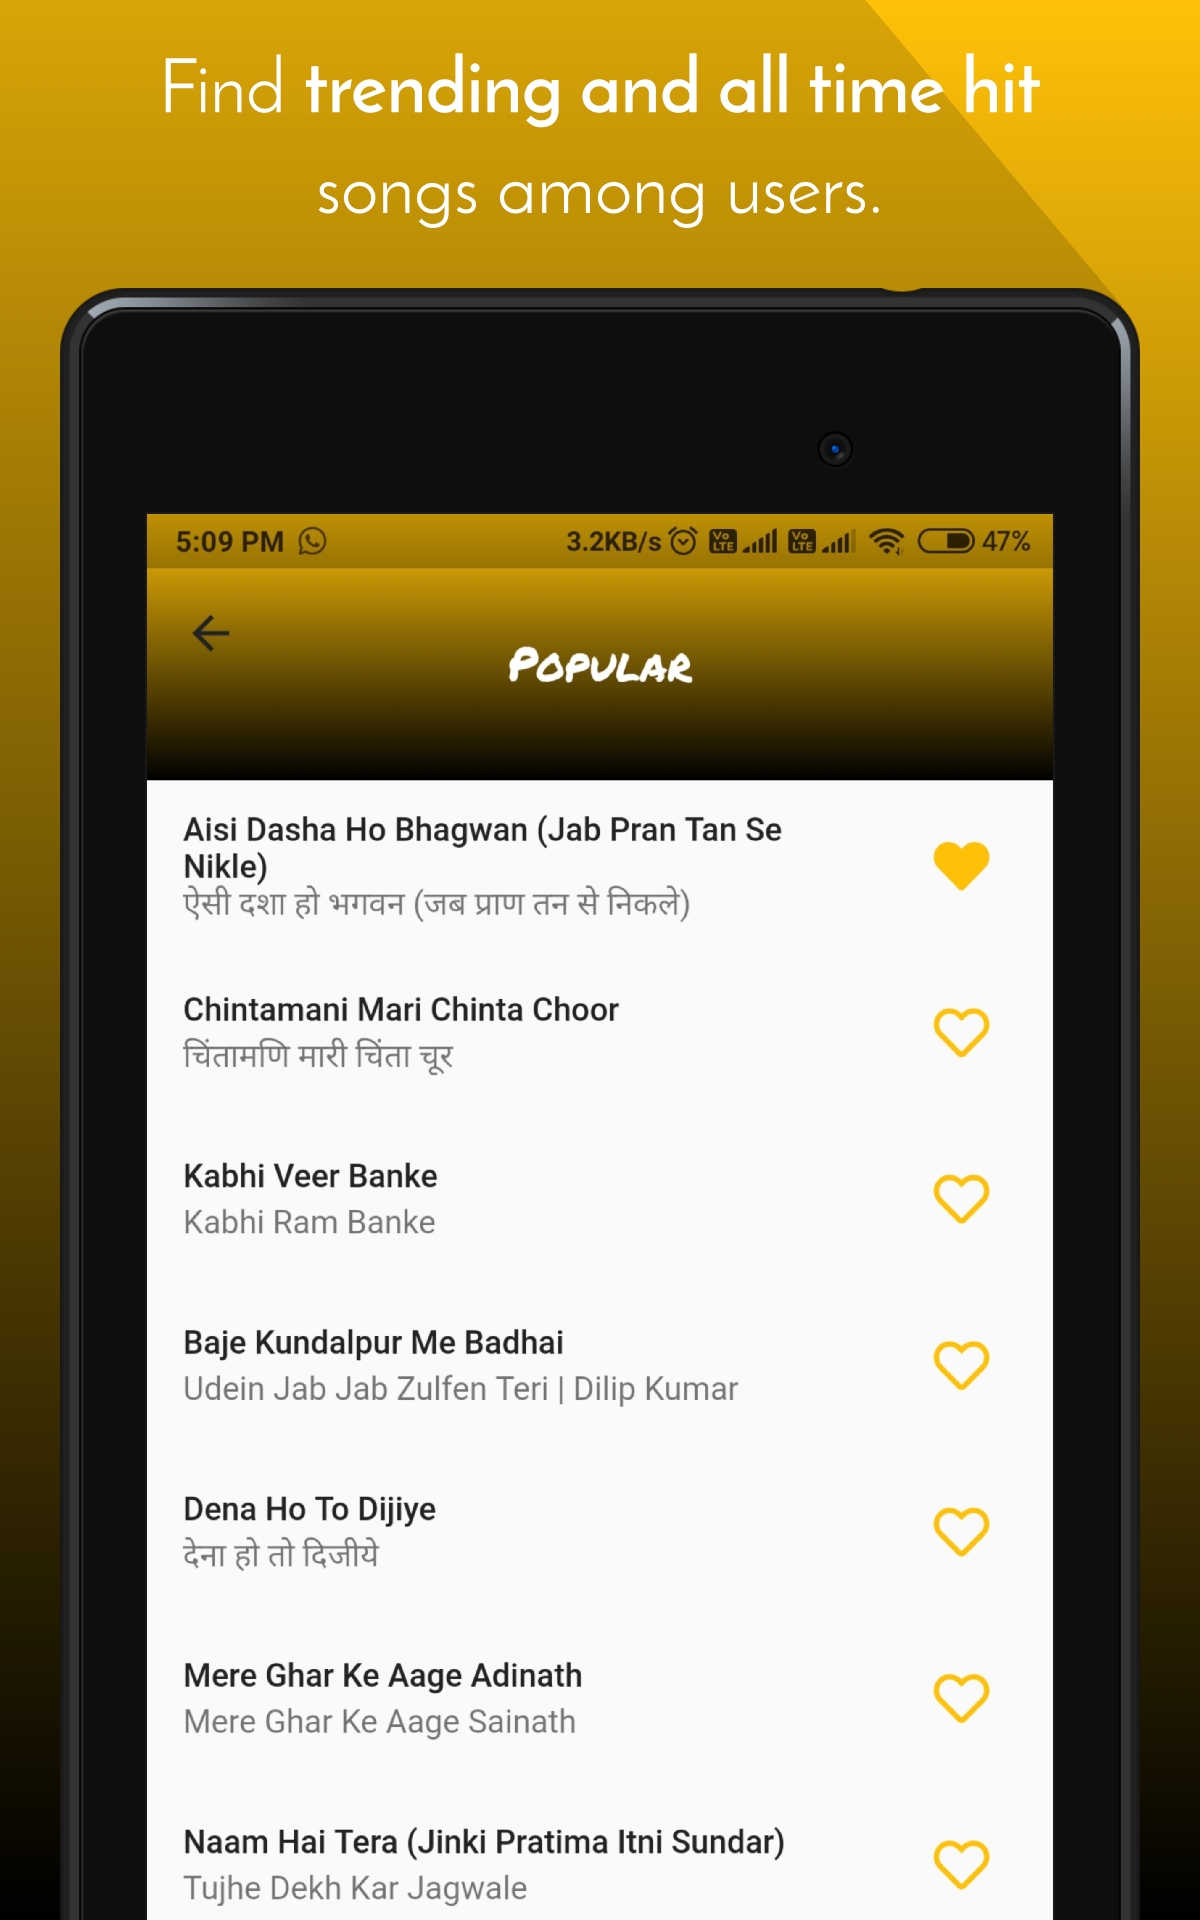 Find trending and all time hit
songs among users.
5:09 PM 3.2KB/s Vo LTE Vo LTE 47%
Popular
Aisi Dasha Ho Bhagwan (Jab Pran Tan Se
Nikle)
ऐसी दशा हो भगवन (जब प्राण तन से निकले)
Chintamani Mari Chinta Choor
चिंतामणि मारी चिंता चूर
Kabhi Veer Banke
Kabhi Ram Banke
Baje Kundalpur Me Badhai
Udein Jab Jab Zulfen Teri | Dilip Kumar
Dena Ho To Dijiye
देना हो तो दिजीये
Mere Ghar Ke Aage Adinath
Mere Ghar Ke Aage Sainath
Naam Hai Tera (Jinki Pratima Itni Sundar)
Tujhe Dekh Kar Jagwale